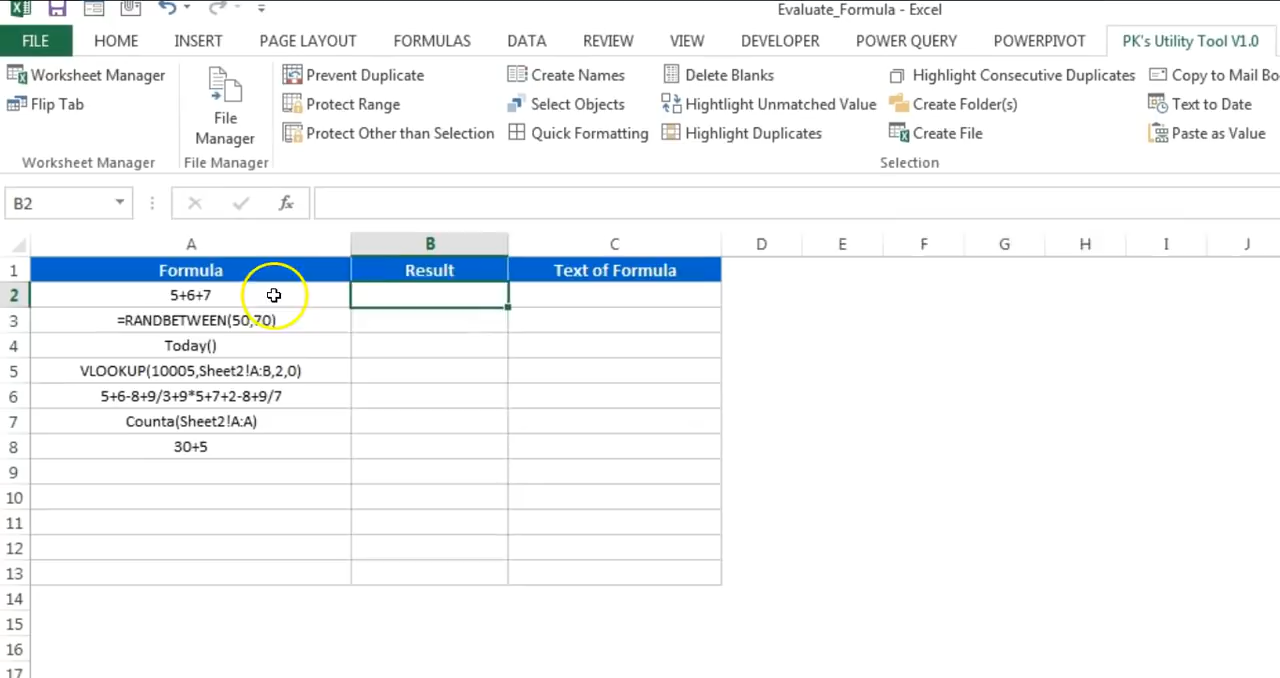 Evaluate_Formula - Excel
FILE HOME INSERT PAGE LAYOUT FORMULAS DATA REVIEW VIEW DEVELOPER POWER QUERY POWERPIVOT PK's Utility Tool V1.0
Worksheet Manager
Flip Tab
Worksheet Manager
File
Manager
File Manager
Prevent Duplicate Create Names Delete Blanks Highlight Consecutive Duplicates Copy to Mail Bo
Protect Range Select Objects Hightlight Unmatched Value Create Folder(s) Text to Date
Protect Other than Selection Quick Formatting Highlight Duplicates Create File Paste as Value
Selection
B2 fx
A B C D E F G H I J
1 Formula Result Text of Formula
2 5+6+7
3 =RANDBETWEEN(50,70)
4 Today()
5 VLOOKUP(10005,Sheet2!A:B,2,0)
6 5+6-8+9/3+9*5+7+2-8+9/7
7 Counta(Sheet2!A:A)
8 30+5
9
10
11
12
13
14
15
16
17